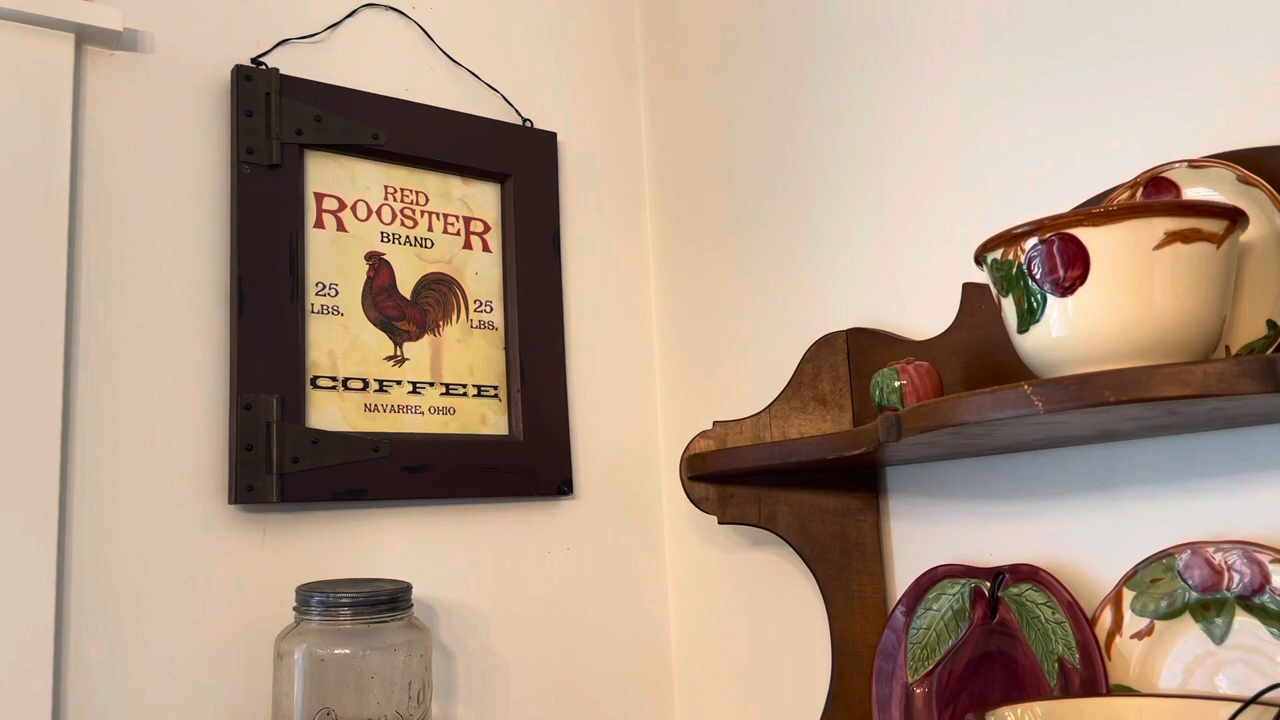 RED
ROOSTER
BRAND
25 LBS.
25 LBS.
COFFEE
NAVARRE, OHIO